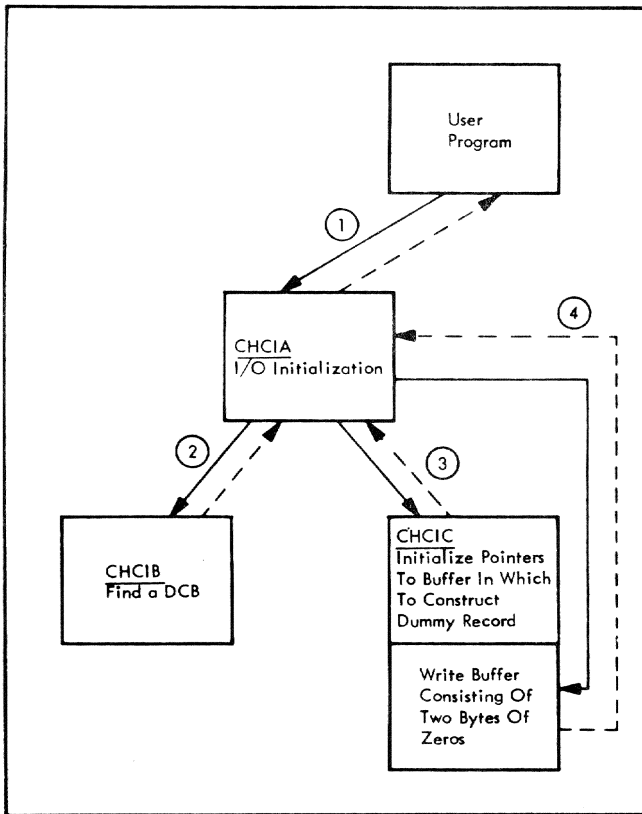 User
Program
1
4
CHCIA
I/O Initialization
2
3
CHCIB
Find a DCB
CHCIC
Initialize Pointers
To Buffer In Which
To Construct
Dummy Record
Write Buffer
Consisting Of
Two Bytes Of
Zeros